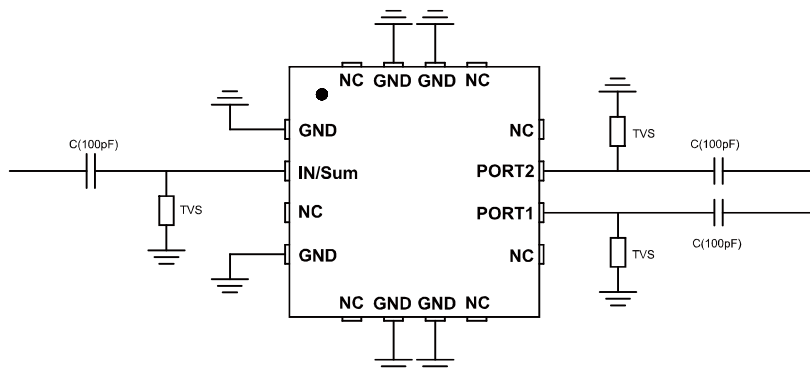 NC GND GND NC
GND
NC
C(100pF)
IN/Sum
PORT2
TVS
C(100pF)
TVS
NC
PORT1
C(100pF)
GND
NC
TVS
NC GND GND NC